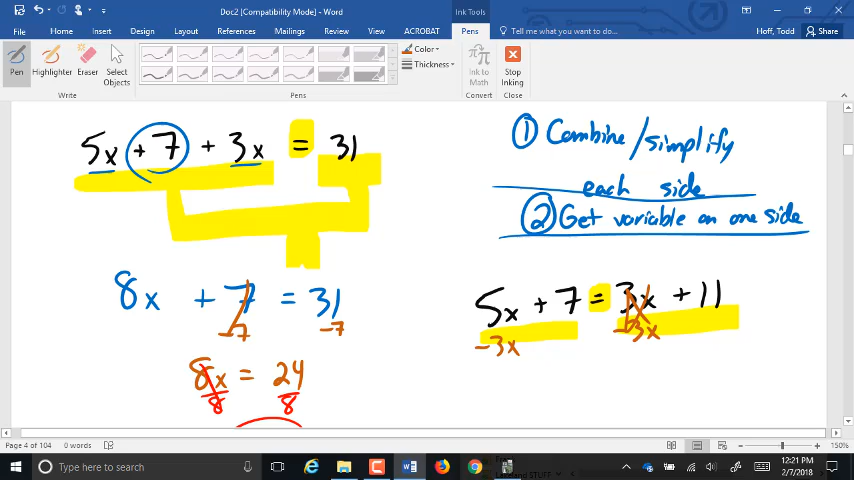 Doc2 [Compatibility Mode] - Word
Ink Tools
Hoff, Todd
File Home Insert Design Layout References Mailings Review View ACROBAT Pens
Tell me what you want to do...
Share
Pen
Highlighter
Eraser
Select
Objects
Color
Thickness
Ink to
Math
Stop
Inking
Write
Pens
Convert
Close
5x + 7 + 3x = 31
8x + 7 = 31
-7 -7
8x = 24
8 8
① Combine/simplify
each side
② Get variable on one side
5x + 7 = 3x + 11
-3x -3x
Page 4 of 104 0 words
150%
Type here to search
12:21 PM
2/7/2018